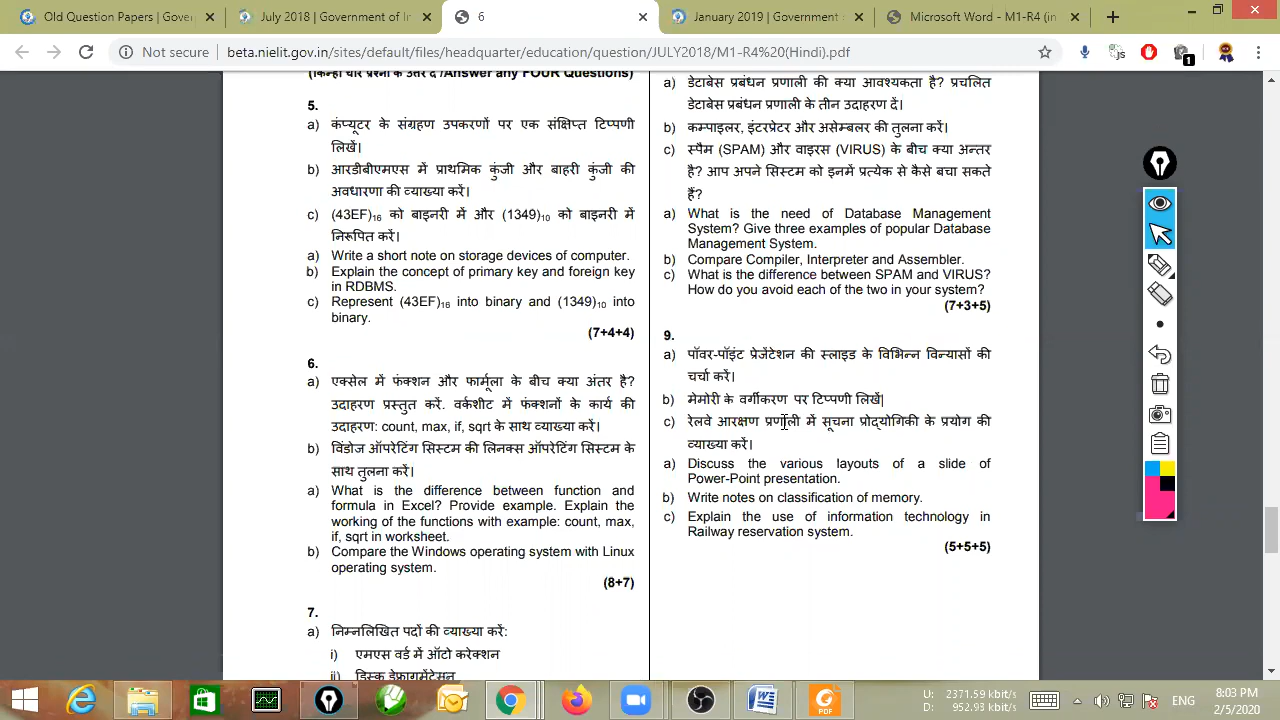 Old Question Papers | Gover
July 2018 | Government of In
6
January 2019 | Government
Microsoft Word - M1-R4 (in
Not secure
beta.nielit.gov.in/sites/default/files/headquarter/education/question/JULY2018/M1-R4%20(Hindi).pdf
1
(किन्हीं चार प्रश्नों के उत्तर दें /Answer any FOUR Questions)
5.
a) कंप्यूटर के संग्रहण उपकरणों पर एक संक्षिप्त टिपण्णी
लिखें।
b) आरडीबीएमएस में प्राथमिक कुंजी और बाहरी कुंजी की
अवधारणा की व्याख्या करें।
c) (43EF)16 को बाइनरी में और (1349)10 को बाइनरी में
निरूपित करें।
a) Write a short note on storage devices of computer.
b) Explain the concept of primary key and foreign key
in RDBMS.
c) Represent (43EF)16 into binary and (1349)10 into
binary.
(7+4+4)
6.
a) एक्सेल में फंक्शन और फार्मूला के बीच क्या अंतर है?
उदाहरण प्रस्तुत करें. वर्कशीट में फंक्शनों के कार्य की
उदाहरण: count, max, if, sqrt के साथ व्याख्या करें।
b) विंडोज ऑपरेटिंग सिस्टम की लिनक्स ऑपरेटिंग सिस्टम के
साथ तुलना करें।
a) What is the difference between function and
formula in Excel? Provide example. Explain the
working of the functions with example: count, max,
if, sqrt in worksheet.
b) Compare the Windows operating system with Linux
operating system.
(8+7)
7.
a) निम्नलिखित पदों की व्याख्या करें:
i) एमएस वर्ड में ऑटो करेक्शन
ii) डिस्क डेफ्रागमेंटेसन
a) डेटाबेस प्रबंधन प्रणाली की क्या आवश्यकता है? प्रचलित
डेटाबेस प्रबंधन प्रणाली के तीन उदाहरण दें।
b) कम्पाइलर, इंटरप्रेटर और असेम्बलर की तुलना करें।
c) स्पैम (SPAM) और वाइरस (VIRUS) के बीच क्या अन्तर
है? आप अपने सिस्टम को इनमें प्रत्येक से कैसे बचा सकते
हैं?
a) What is the need of Database Management
System? Give three examples of popular Database
Management System.
b) Compare Compiler, Interpreter and Assembler.
c) What is the difference between SPAM and VIRUS?
How do you avoid each of the two in your system?
(7+3+5)
9.
a) पॉवर-पॉइंट प्रेजेंटेशन की स्लाइड के विभिन्न विन्यासों की
चर्चा करें।
b) मेमोरी के वर्गीकरण पर टिप्पणी लिखें|
c) रेलवे आरक्षण प्रणाली में सूचना प्रोद्योगिकी के प्रयोग की
व्याख्या करें।
a) Discuss the various layouts of a slide of
Power-Point presentation.
b) Write notes on classification of memory.
c) Explain the use of information technology in
Railway reservation system.
(5+5+5)
PDF
U: 2371.59 kbit/s
D: 952.93 kbit/s
ENG
8:03 PM
2/5/2020